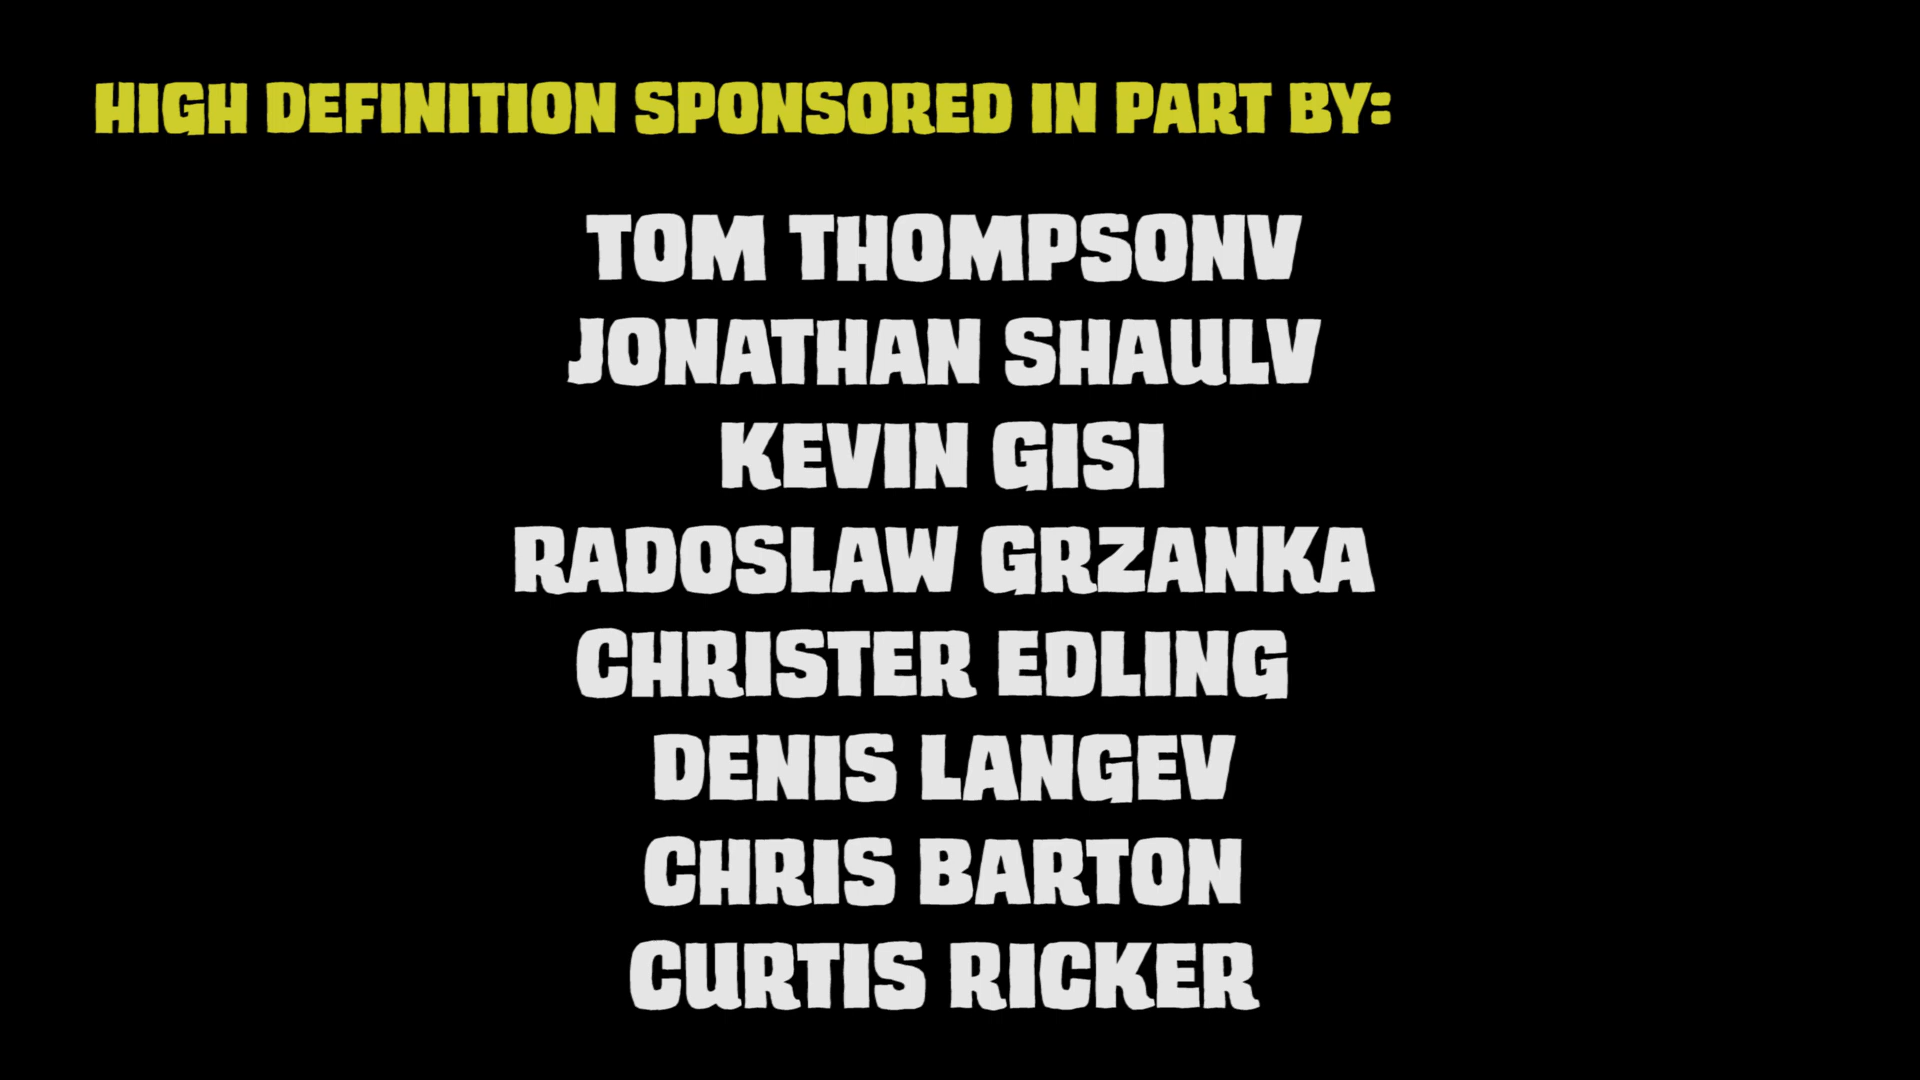 HIGH DEFINITION SPONSORED IN PART BY:
TOM THOMPSONV
JONATHAN SHAULV
KEVIN GISI
RADOSLAW GRZANKA
CHRISTER EDLING
DENIS LANGEV
CHRIS BARTON
CURTIS RICKER